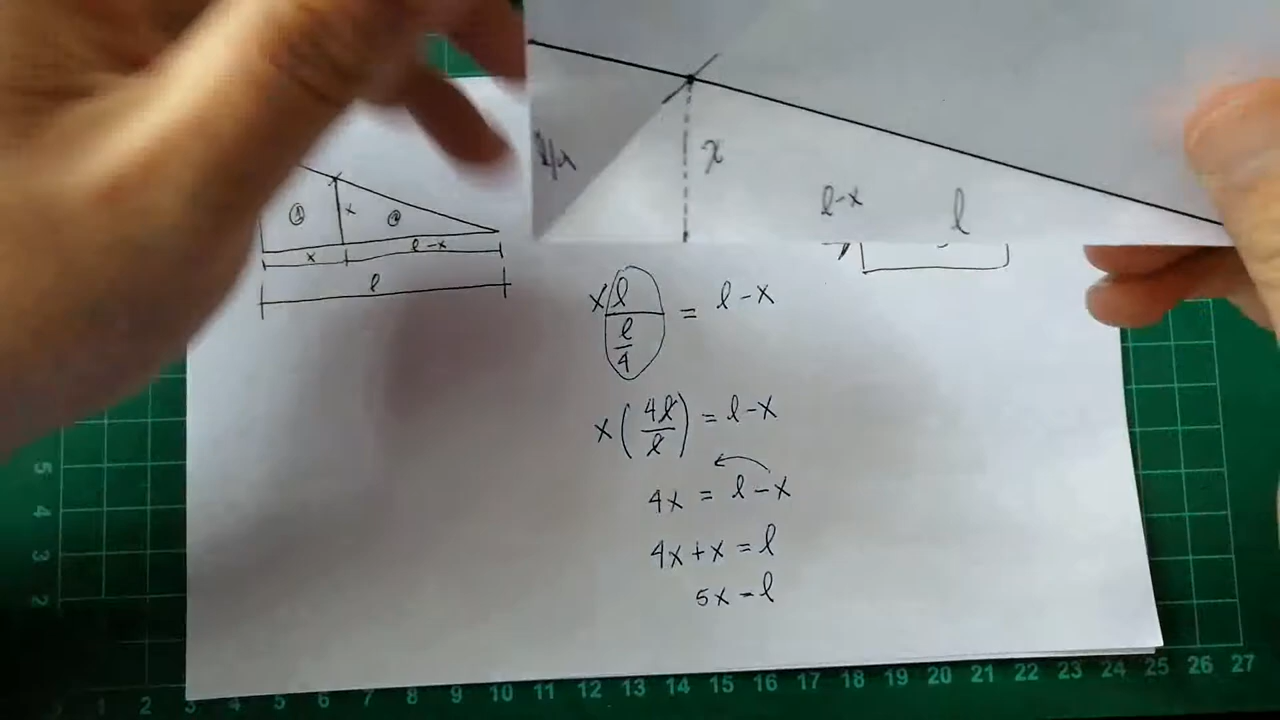 x
l-x
l
① x ②
x l-x
l
x l/(l/4) = l-x
x(4l/l) = l-x
4x = l-x
4x+x = l
5x = l
5
4
3
2
1 2 3 4 5 6 7 8 9 10 11 12 13 14 15 16 17 18 19 20 21 22 23 24 25 26 27